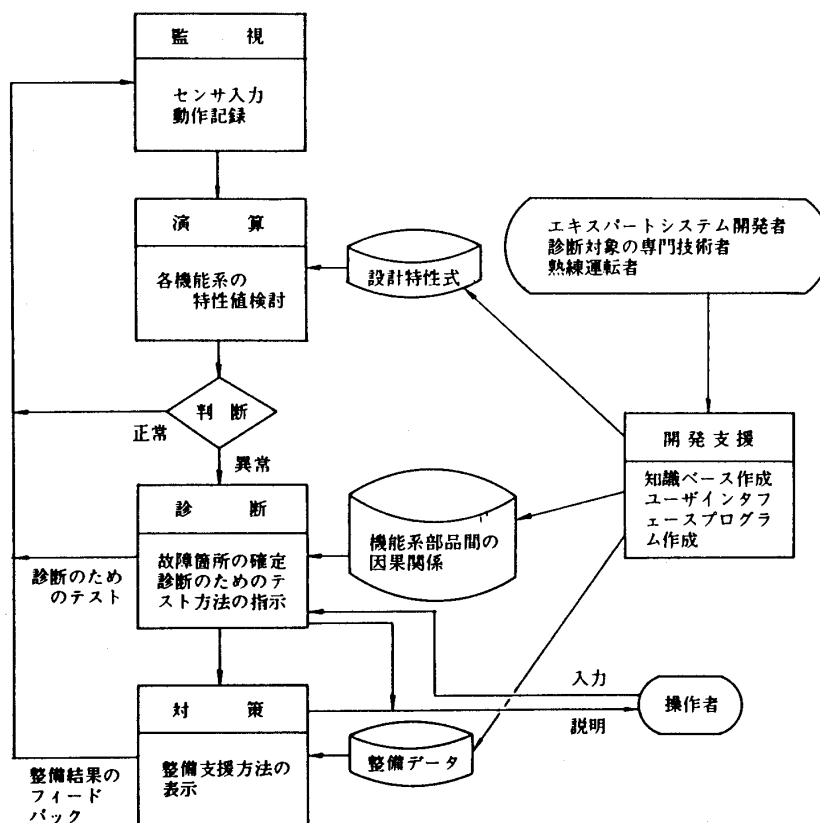 監 視
センサ入力
動作記録
演 算
各機能系の
特性値検討
設計特性式
エキスパートシステム開発者
診断対象の専門技術者
熟練運転者
判 断
正常
異常
開発支援
知識ベース作成
ユーザインタフ
ェースプログラ
ム作成
診 断
故障箇所の確定
診断のためのテ
スト方法の指示
機能系部品間の
因果関係
診断のため
のテスト
入力
操作者
説明
対 策
整備支援方法の
表示
整備データ
整備結果の
フィード
バック